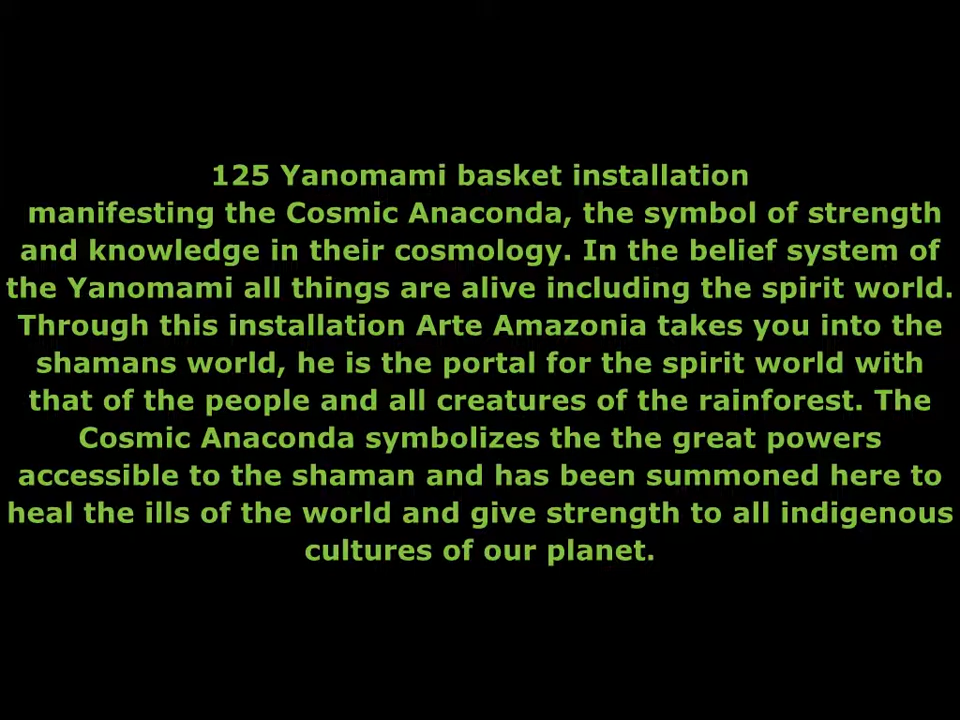 125 Yanomami basket installation
manifesting the Cosmic Anaconda, the symbol of strength
and knowledge in their cosmology. In the belief system of
the Yanomami all things are alive including the spirit world.
Through this installation Arte Amazonia takes you into the
shamans world, he is the portal for the spirit world with
that of the people and all creatures of the rainforest. The
Cosmic Anaconda symbolizes the the great powers
accessible to the shaman and has been summoned here to
heal the ills of the world and give strength to all indigenous
cultures of our planet.